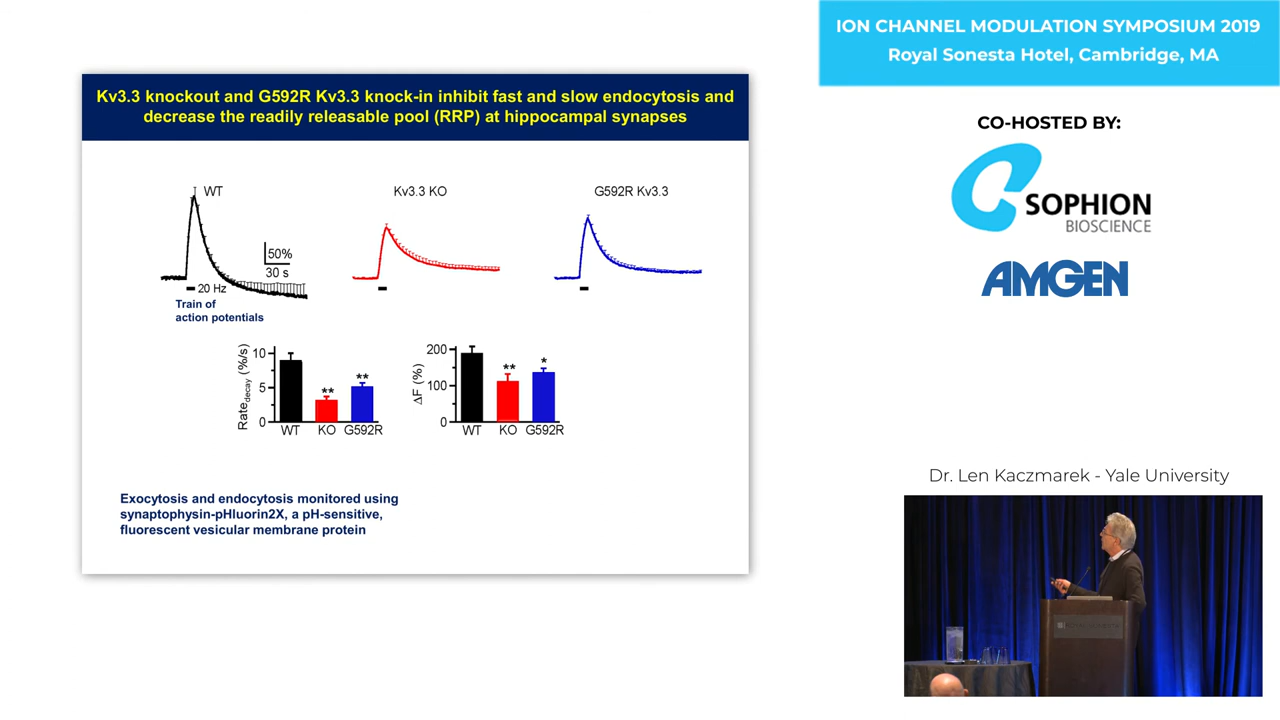 ION CHANNEL MODULATION SYMPOSIUM 2019
Royal Sonesta Hotel, Cambridge, MA
CO-HOSTED BY:
SOPHION
BIOSCIENCE
AMGEN
Kv3.3 knockout and G592R Kv3.3 knock-in inhibit fast and slow endocytosis and
decrease the readily releasable pool (RRP) at hippocampal synapses
WT
Kv3.3 KO
G592R Kv3.3
50%
30 s
20 Hz
Train of
action potentials
Rate decay (%/s)
10
5
0
**
**
WT KO G592R
ΔF (%)
200
100
0
**
*
WT KO G592R
Exocytosis and endocytosis monitored using
synaptophysin-pHluorin2X, a pH-sensitive,
fluorescent vesicular membrane protein
Dr. Len Kaczmarek - Yale University